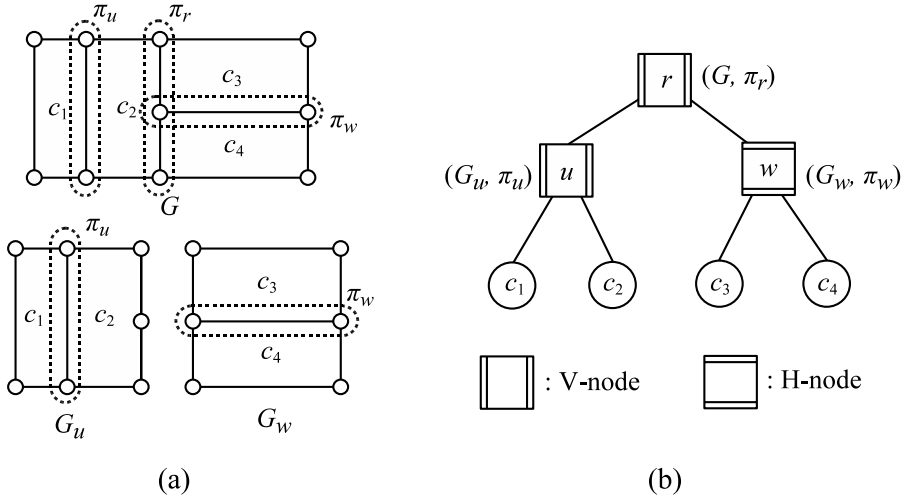 π_u π_r
c_1 c_2 c_3
π_w
c_4
G
π_u
c_1 c_2
G_u
c_3 π_w
c_4
G_w
(a)
r (G, π_r)
(G_u, π_u) u w (G_w, π_w)
c_1 c_2 c_3 c_4
: V-node : H-node
(b)